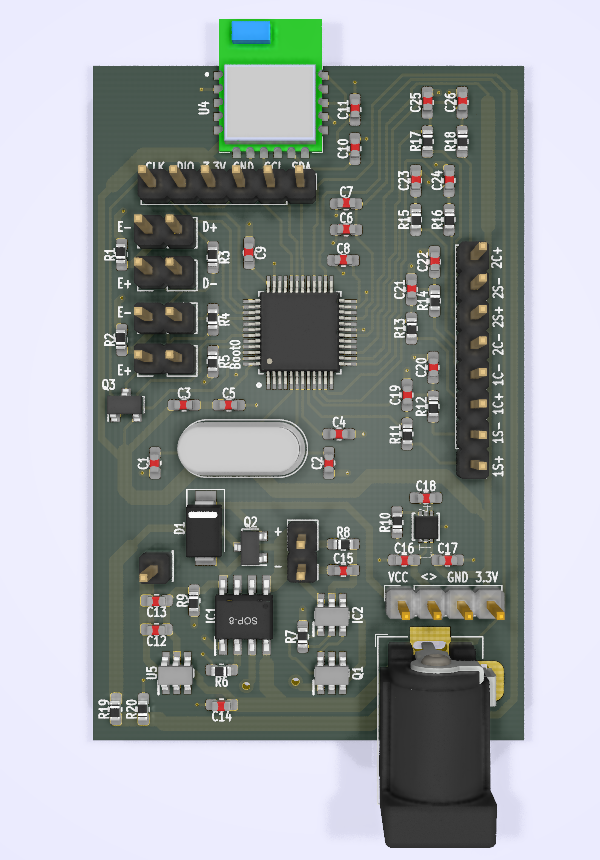 U4
C11
C25
C26
C10
R17
R18
CLK DIO 3.3V GND SCL SDA
C23
C24
C7
E- D+
C6
R15
R16
R1
R3
C9
C8
C22
2C+
E+ D-
C21
R14
2S-
E-
R4
R13
2S+
R2
R5
Boot0
2C-
E+
C20
1C-
Q3
C3
C5
C19
R12
1C+
C4
R11
1S-
C1
C2
1S+
C18
D1
Q2
+
R8
R10
-
C15
C16
C17
VCC <> GND 3.3V
C13
R9
IC1
SOP-8
IC2
C12
R7
U5
R6
Q1
R19
R20
C14